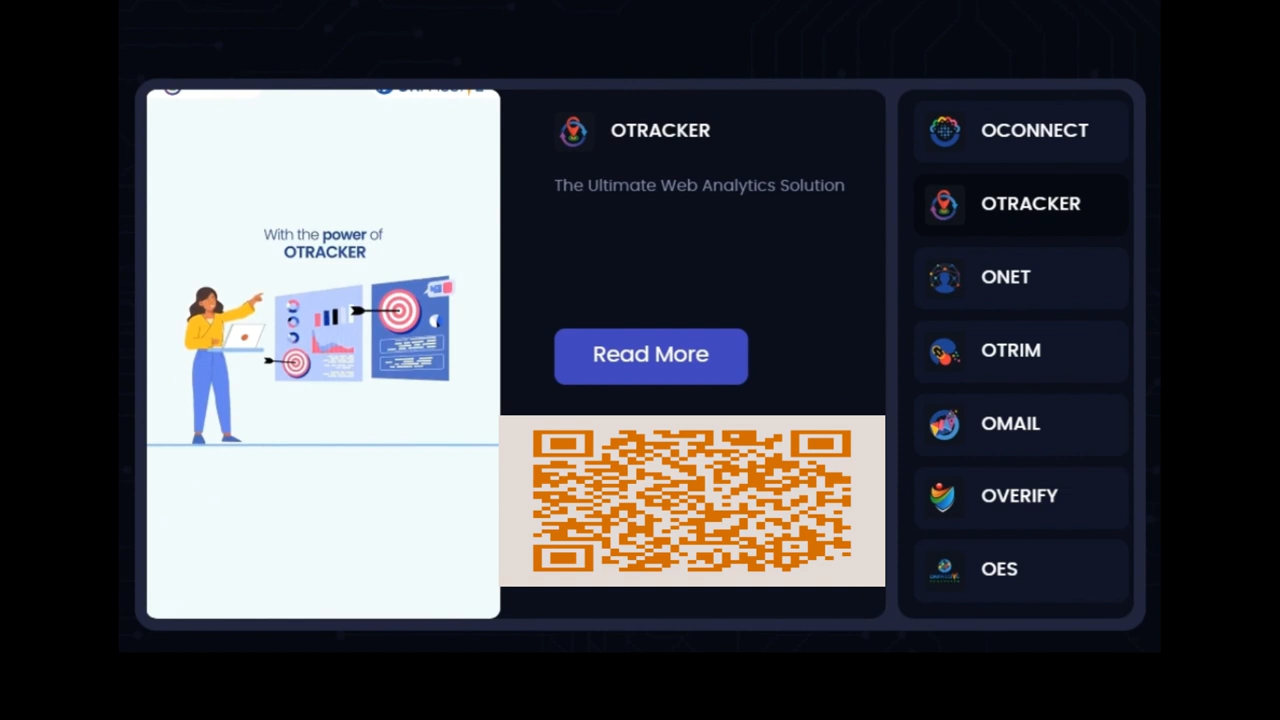 With the power of
OTRACKER
OTRACKER
The Ultimate Web Analytics Solution
Read More
OCONNECT
OTRACKER
ONET
OTRIM
OMAIL
OVERIFY
OES